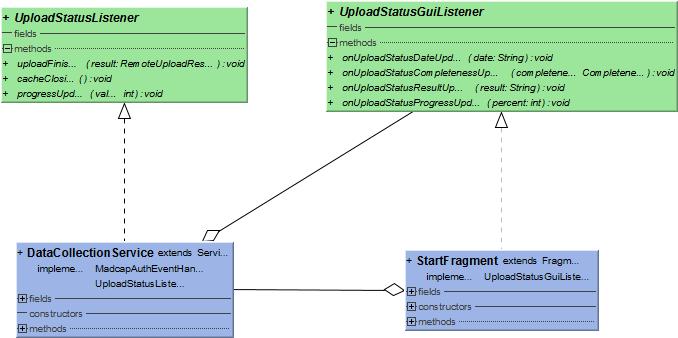 + UploadStatusListener
fields
methods
+ uploadFinis... (result: RemoteUploadRes...): void
+ cacheClosi... (): void
+ progressUpd... (val... int): void
+ UploadStatusGuiListener
fields
methods
+ onUploadStatusDateUpd... (date: String): void
+ onUploadStatusCompletenessUp... (completene... Completene...): void
+ onUploadStatusResultUp... (result: String): void
+ onUploadStatusProgressUpd... (percent: int): void
+ DataCollectionService extends Servi...
impleme... MadcapAuthEventHan...
UploadStatusListe...
fields
constructors
methods
+ StartFragment extends Fragm...
impleme... UploadStatusGuiListe...
fields
constructors
methods